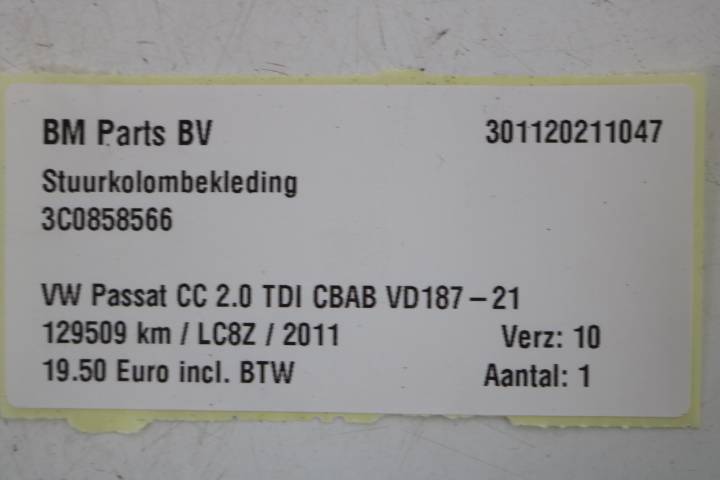 BM Parts BV 301120211047
Stuurkolombekleding
3C0858566
VW Passat CC 2.0 TDI CBAB VD187-21
129509 km / LC8Z / 2011 Verz: 10
19.50 Euro incl. BTW Aantal: 1